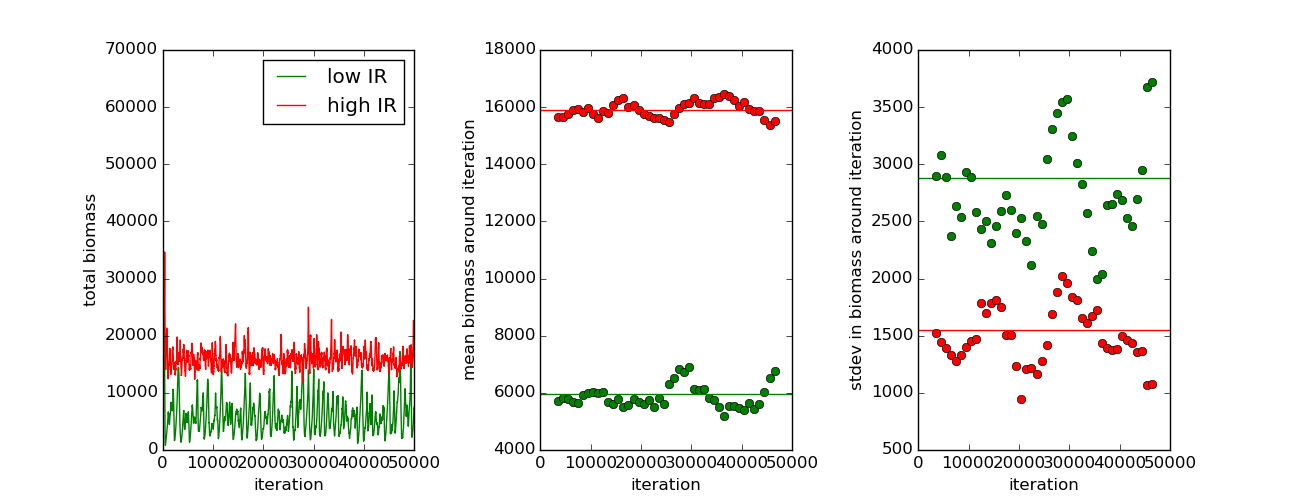 70000
60000
50000
40000
30000
20000
10000
0
0 10000 20000 30000 40000 50000
total biomass
iteration
low IR
high IR
18000
16000
14000
12000
10000
8000
6000
4000
0 10000 20000 30000 40000 50000
mean biomass around iteration
iteration
4000
3500
3000
2500
2000
1500
1000
500
0 10000 20000 30000 40000 50000
stdev in biomass around iteration
iteration